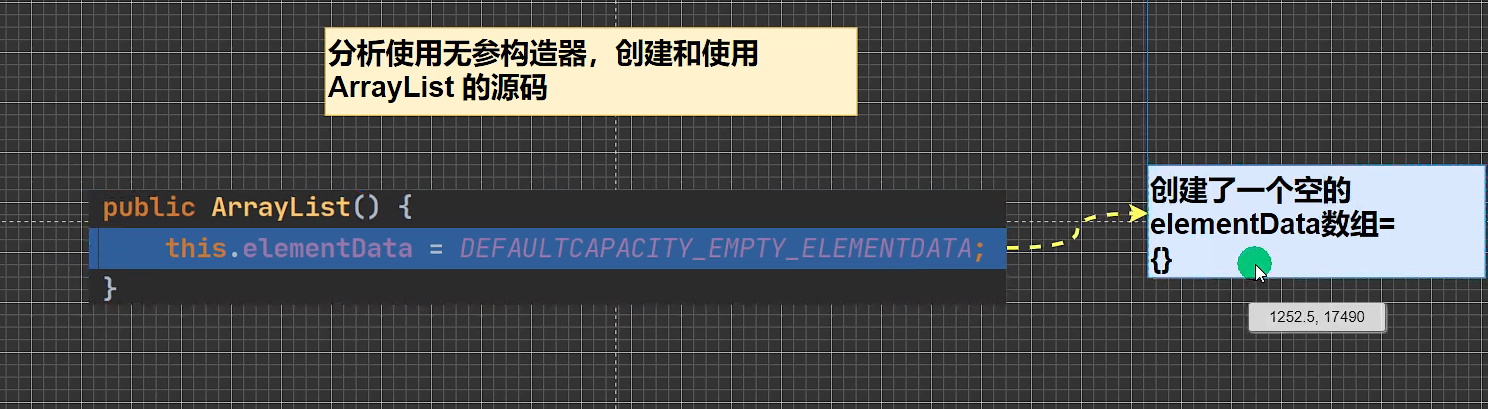 分析使用无参构造器，创建和使用
ArrayList 的源码
public ArrayList() {
this.elementData = DEFAULTCAPACITY_EMPTY_ELEMENTDATA;
}
创建了一个空的
elementData数组=
{}
1252.5, 17490